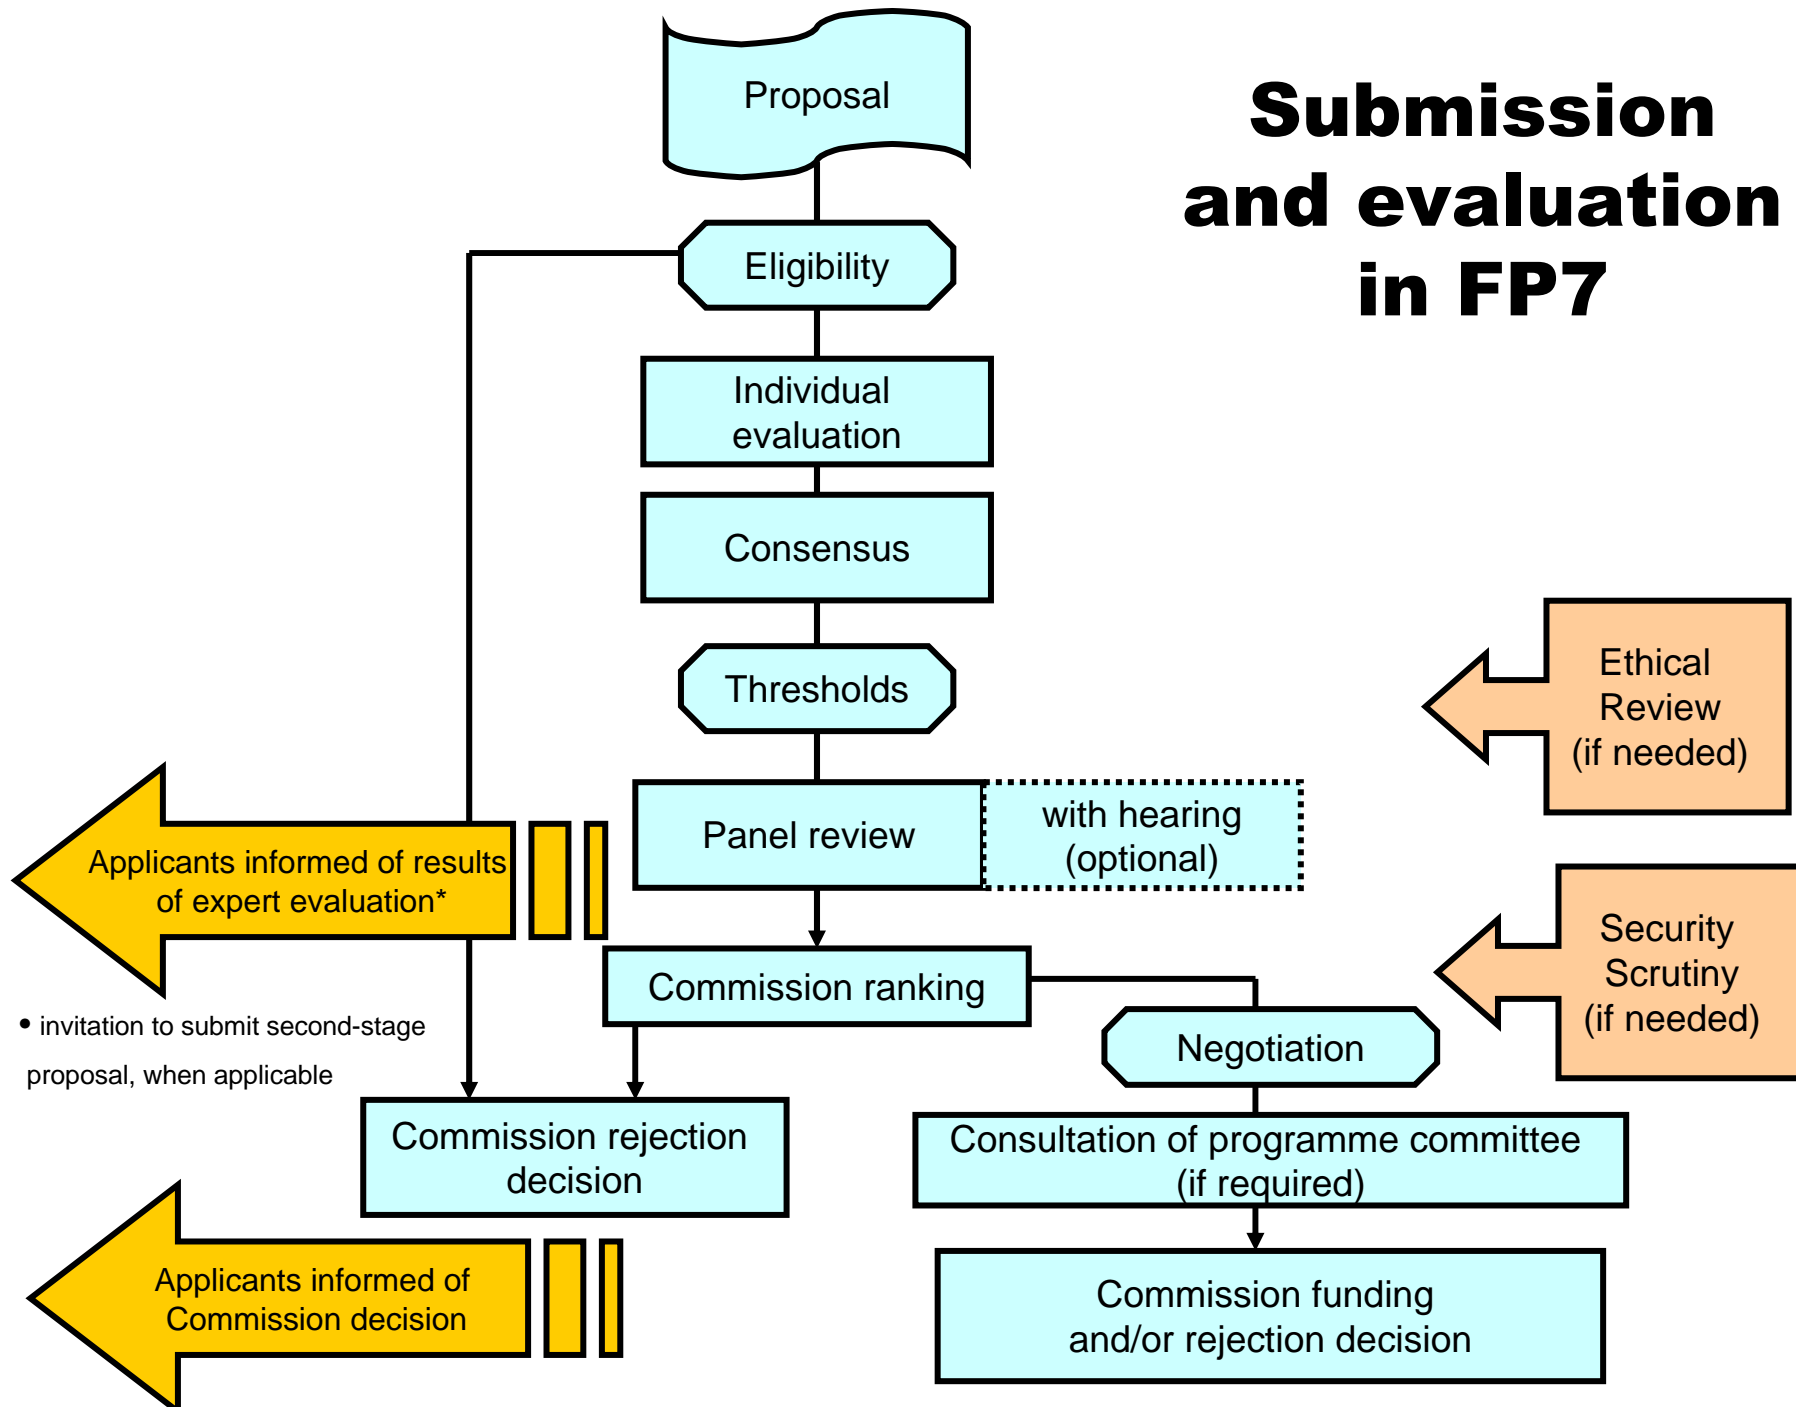 Submission
and evaluation
in FP7
Proposal
Eligibility
Individual
evaluation
Consensus
Thresholds
Panel review
with hearing
(optional)
Ethical
Review
(if needed)
Applicants informed of results
of expert evaluation*
Security
Scrutiny
(if needed)
Commission ranking
• invitation to submit second-stage
proposal, when applicable
Negotiation
Commission rejection
decision
Consultation of programme committee
(if required)
Applicants informed of
Commission decision
Commission funding
and/or rejection decision